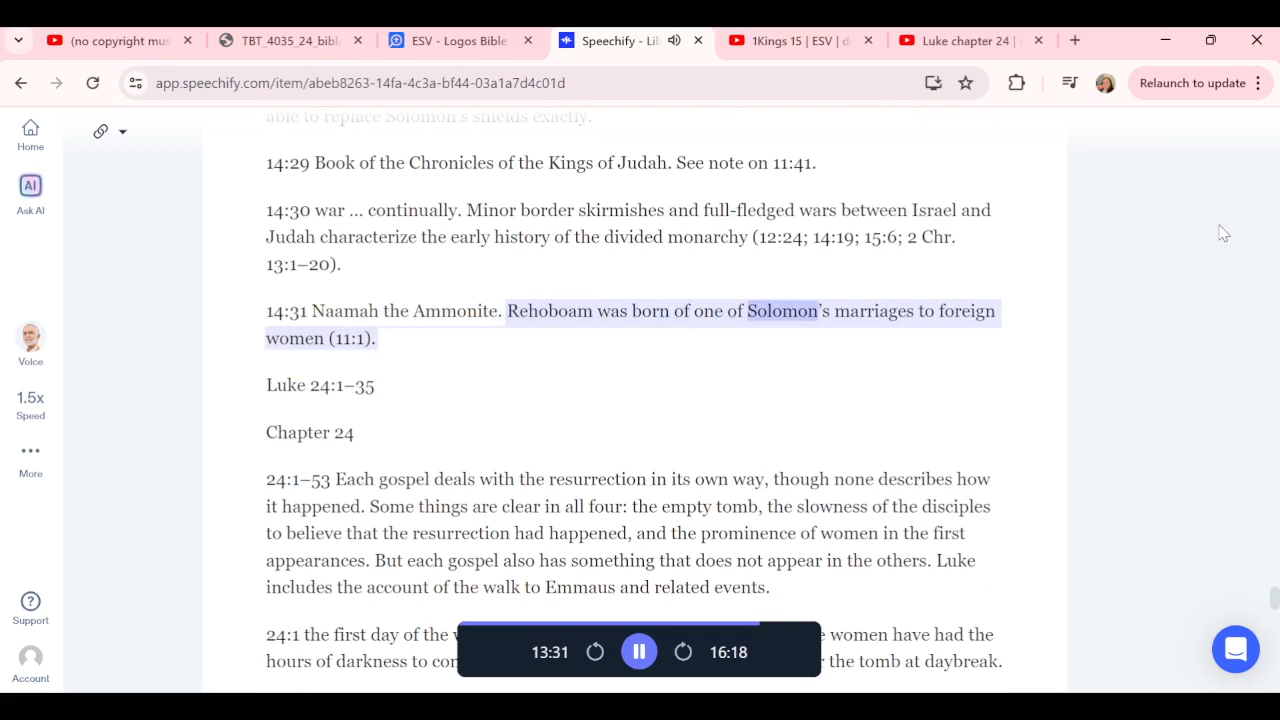 (no copyright mus
TBT_4035_24_bibl
ESV - Logos Bible
Speechify - Lib
1Kings 15 | ESV | d
Luke chapter 24 |
app.speechify.com/item/abeb8263-14fa-4c3a-bf44-03a1a7d4c01d
Relaunch to update
Home
AI
Ask AI
Voice
1.5x
Speed
More
Support
Account
able to replace Solomon's shields exactly.
14:29 Book of the Chronicles of the Kings of Judah. See note on 11:41.
14:30 war ... continually. Minor border skirmishes and full-fledged wars between Israel and
Judah characterize the early history of the divided monarchy (12:24; 14:19; 15:6; 2 Chr.
13:1–20).
14:31 Naamah the Ammonite. Rehoboam was born of one of Solomon's marriages to foreign
women (11:1).
Luke 24:1–35
Chapter 24
24:1–53 Each gospel deals with the resurrection in its own way, though none describes how
it happened. Some things are clear in all four: the empty tomb, the slowness of the disciples
to believe that the resurrection had happened, and the prominence of women in the first
appearances. But each gospel also has something that does not appear in the others. Luke
includes the account of the walk to Emmaus and related events.
24:1 the first day of the women have had the
hours of darkness to the tomb at daybreak.
13:31
16:18